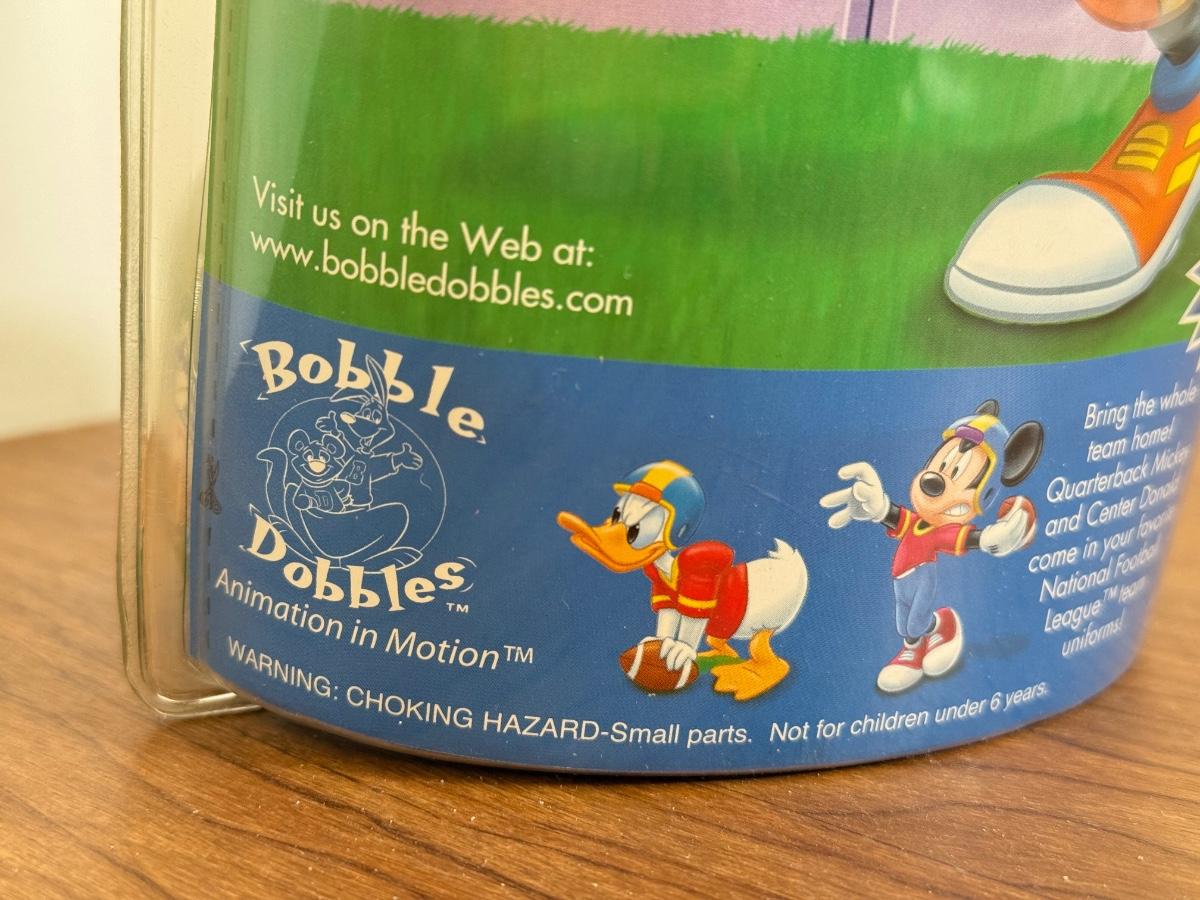 Visit us on the Web at:
www.bobbledobbles.com
Bobble
Dobbles™
Animation in Motion™
Bring the whole
team home!
Quarterback Mickey
and Center Donald
come in your favorite
National Football
League™ team
uniforms!
WARNING: CHOKING HAZARD-Small parts. Not for children under 6 years.